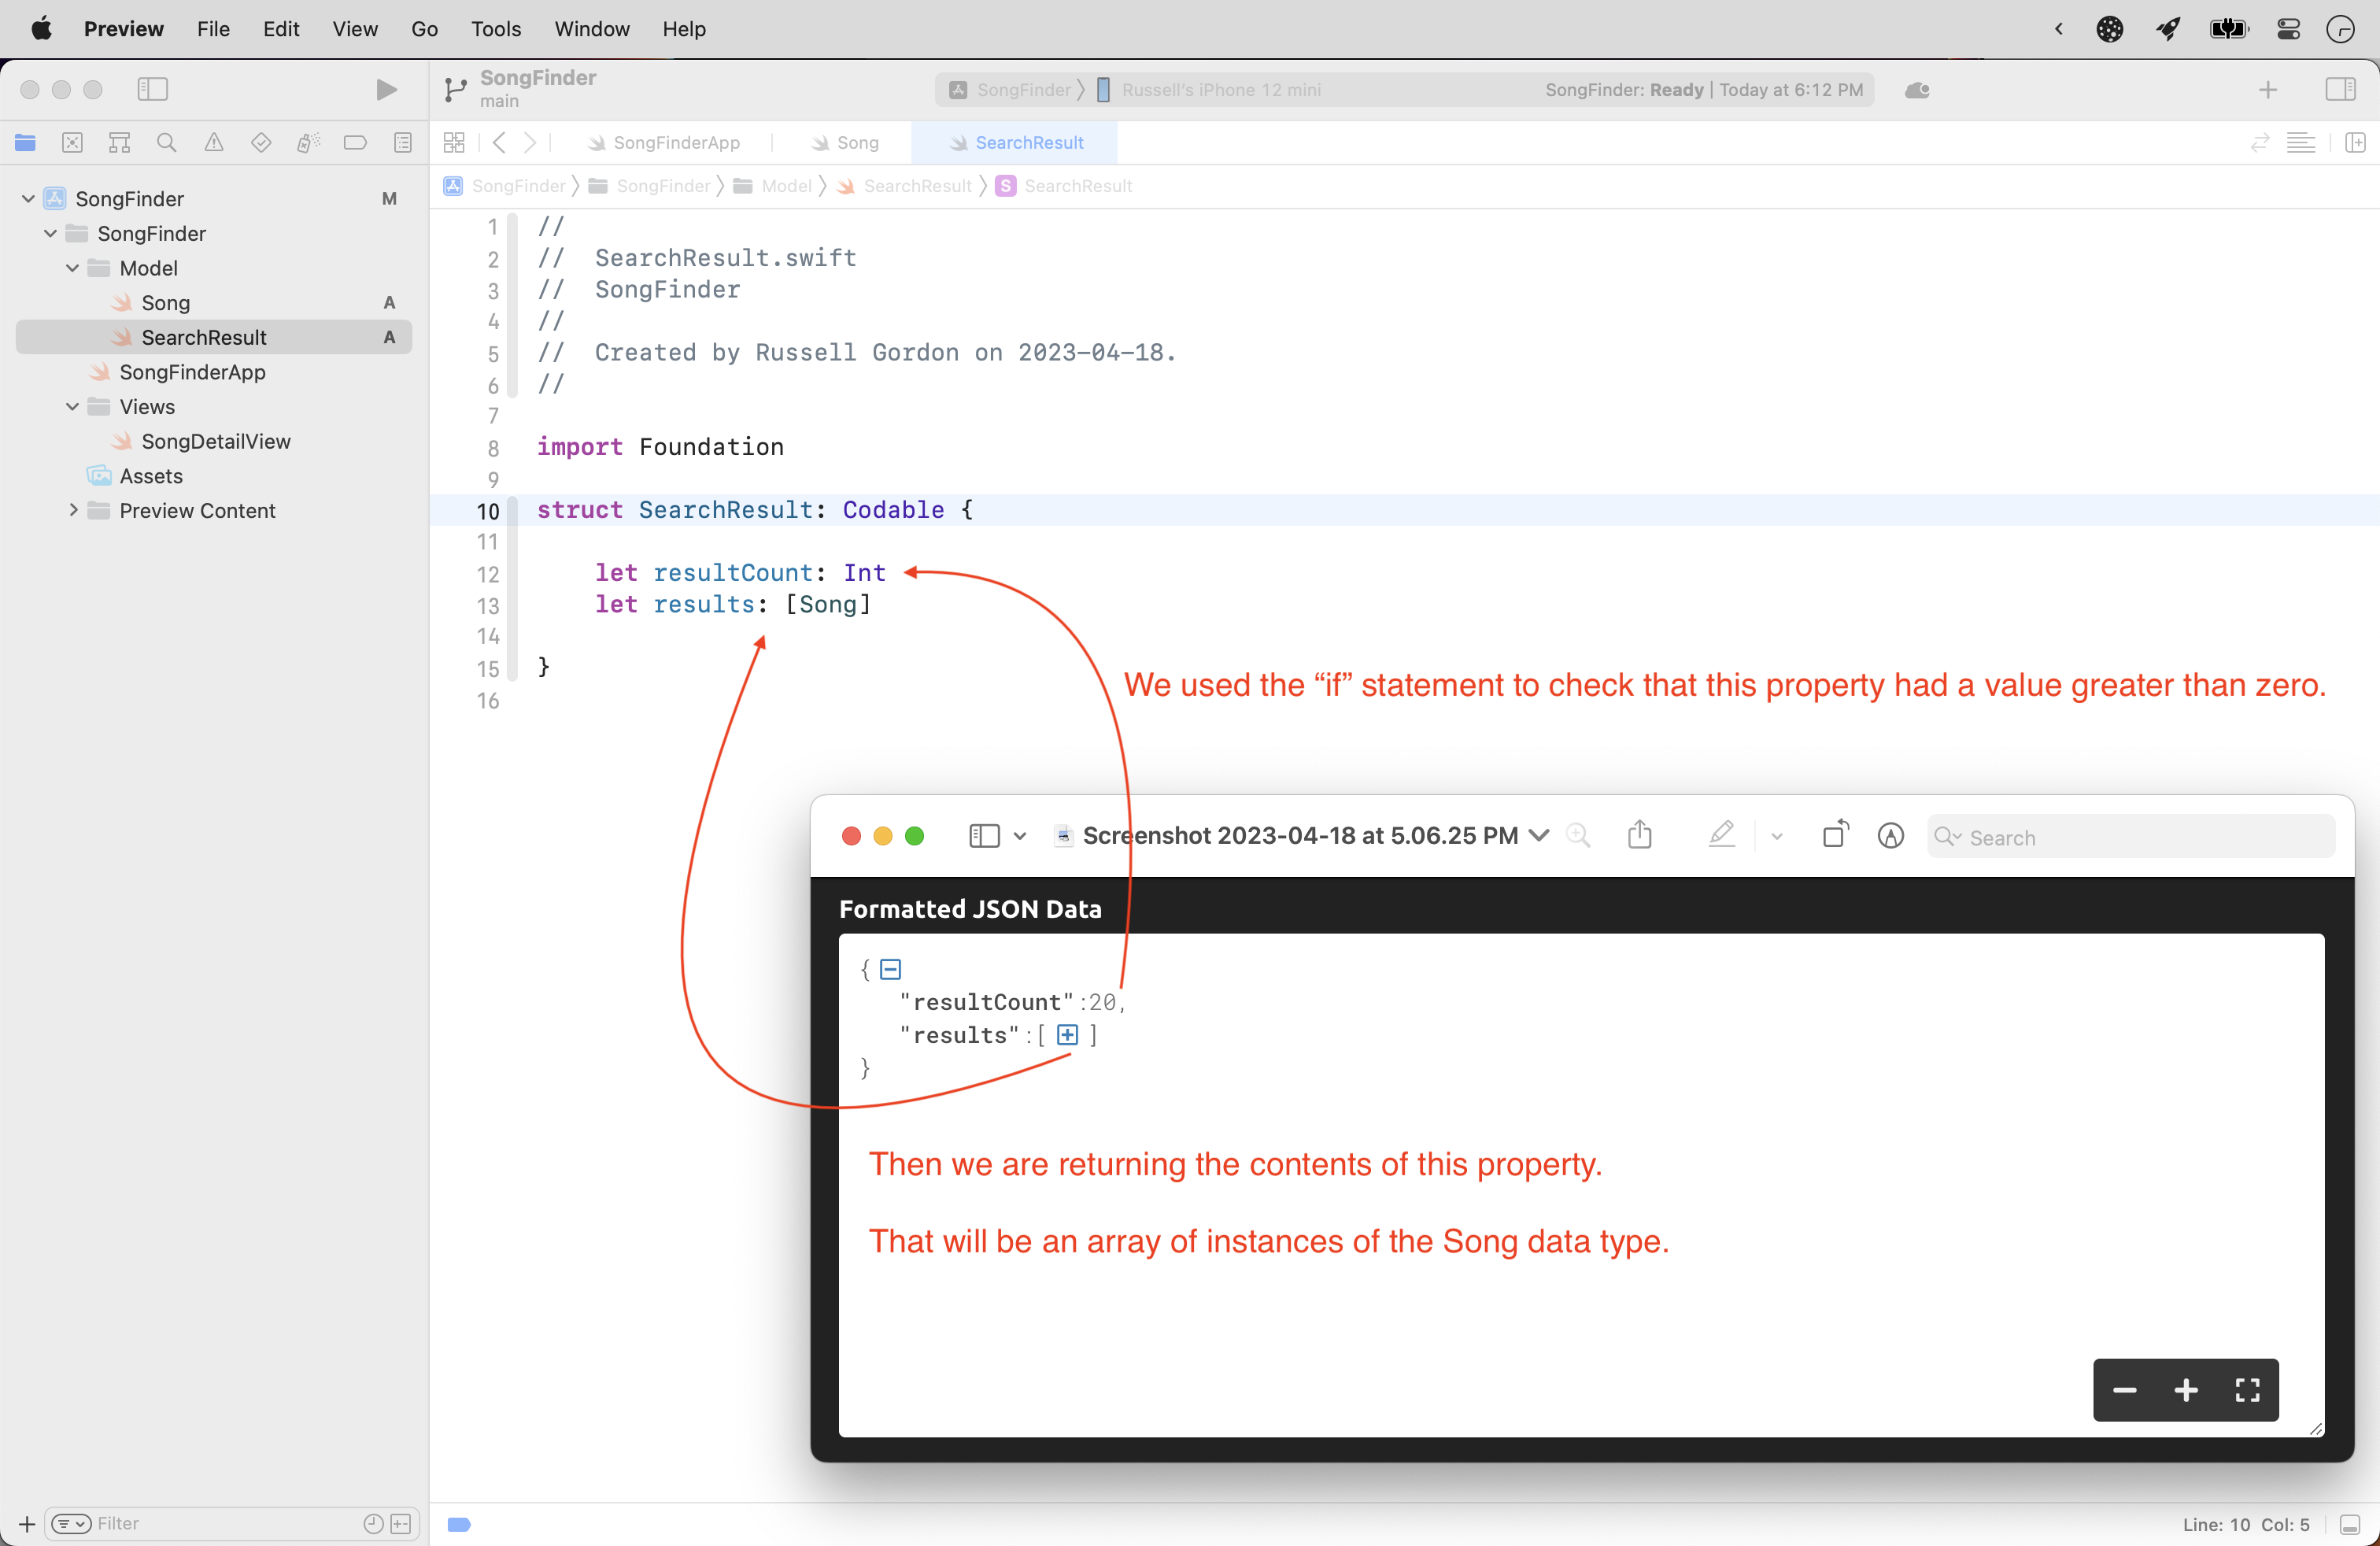 Preview File Edit View Go Tools Window Help
SongFinder
main
SongFinder 〉 Russell's iPhone 12 mini
SongFinder: Ready | Today at 6:12 PM
SongFinderApp
Song
SearchResult
SongFinder 〉 SongFinder 〉 Model 〉 SearchResult 〉 S SearchResult
SongFinder M
SongFinder
Model
Song A
SearchResult A
SongFinderApp
Views
SongDetailView
Assets
Preview Content
1 //
2 //  SearchResult.swift
3 //  SongFinder
4 //
5 //  Created by Russell Gordon on 2023-04-18.
6 //
7
8 import Foundation
9
10 struct SearchResult: Codable {
11
12     let resultCount: Int
13     let results: [Song]
14
15 }
16
We used the “if” statement to check that this property had a value greater than zero.
Screenshot 2023-04-18 at 5.06.25 PM
Search
Formatted JSON Data
{
"resultCount":20,
"results":[ ]
}
Then we are returning the contents of this property.
That will be an array of instances of the Song data type.
Filter
Line: 10 Col: 5